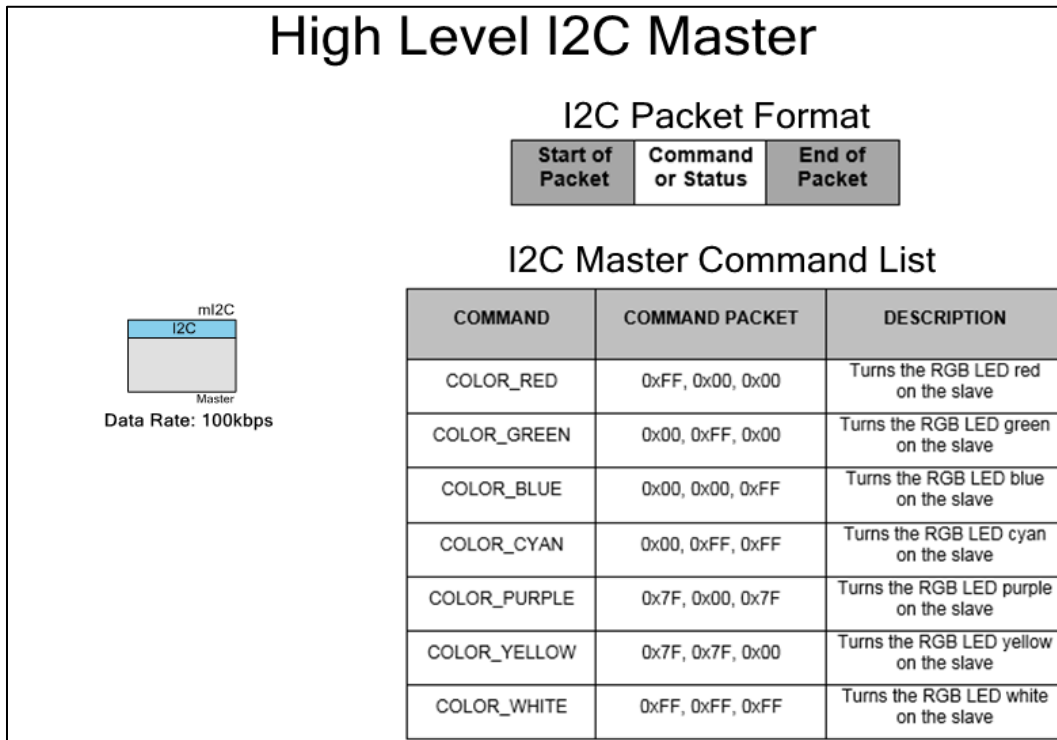 High Level I2C Master
I2C Packet Format
Start of Command End of
Packet or Status Packet
I2C Master Command List
mI2C
I2C
Master
Data Rate: 100kbps
COMMAND COMMAND PACKET DESCRIPTION
COLOR_RED 0xFF, 0x00, 0x00 Turns the RGB LED red
on the slave
COLOR_GREEN 0x00, 0xFF, 0x00 Turns the RGB LED green
on the slave
COLOR_BLUE 0x00, 0x00, 0xFF Turns the RGB LED blue
on the slave
COLOR_CYAN 0x00, 0xFF, 0xFF Turns the RGB LED cyan
on the slave
COLOR_PURPLE 0x7F, 0x00, 0x7F Turns the RGB LED purple
on the slave
COLOR_YELLOW 0x7F, 0x7F, 0x00 Turns the RGB LED yellow
on the slave
COLOR_WHITE 0xFF, 0xFF, 0xFF Turns the RGB LED white
on the slave